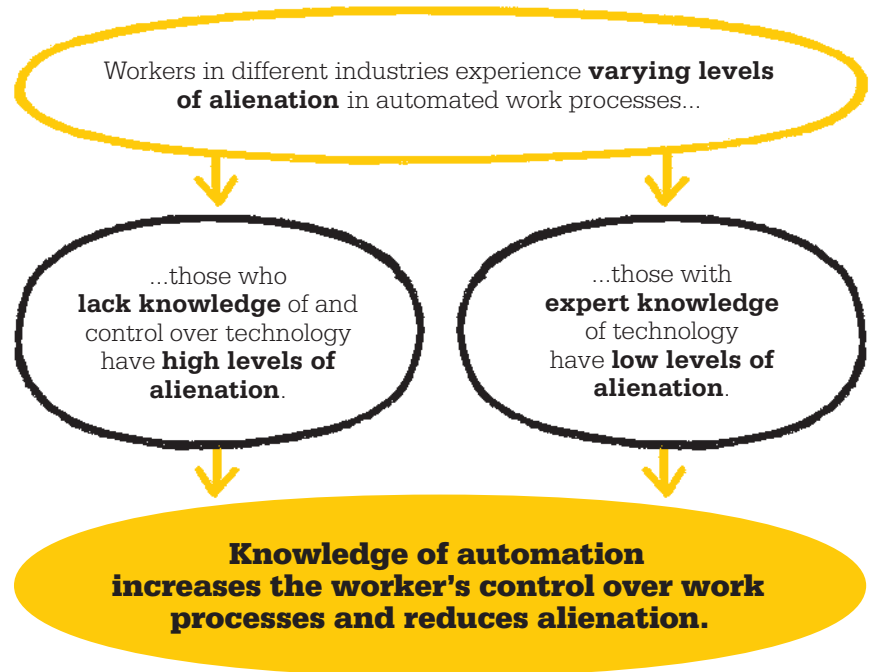 Workers in different industries experience varying levels
of alienation in automated work processes...
...those who
lack knowledge of and
control over technology
have high levels of
alienation.
...those with
expert knowledge
of technology
have low levels of
alienation.
Knowledge of automation
increases the worker’s control over work
processes and reduces alienation.